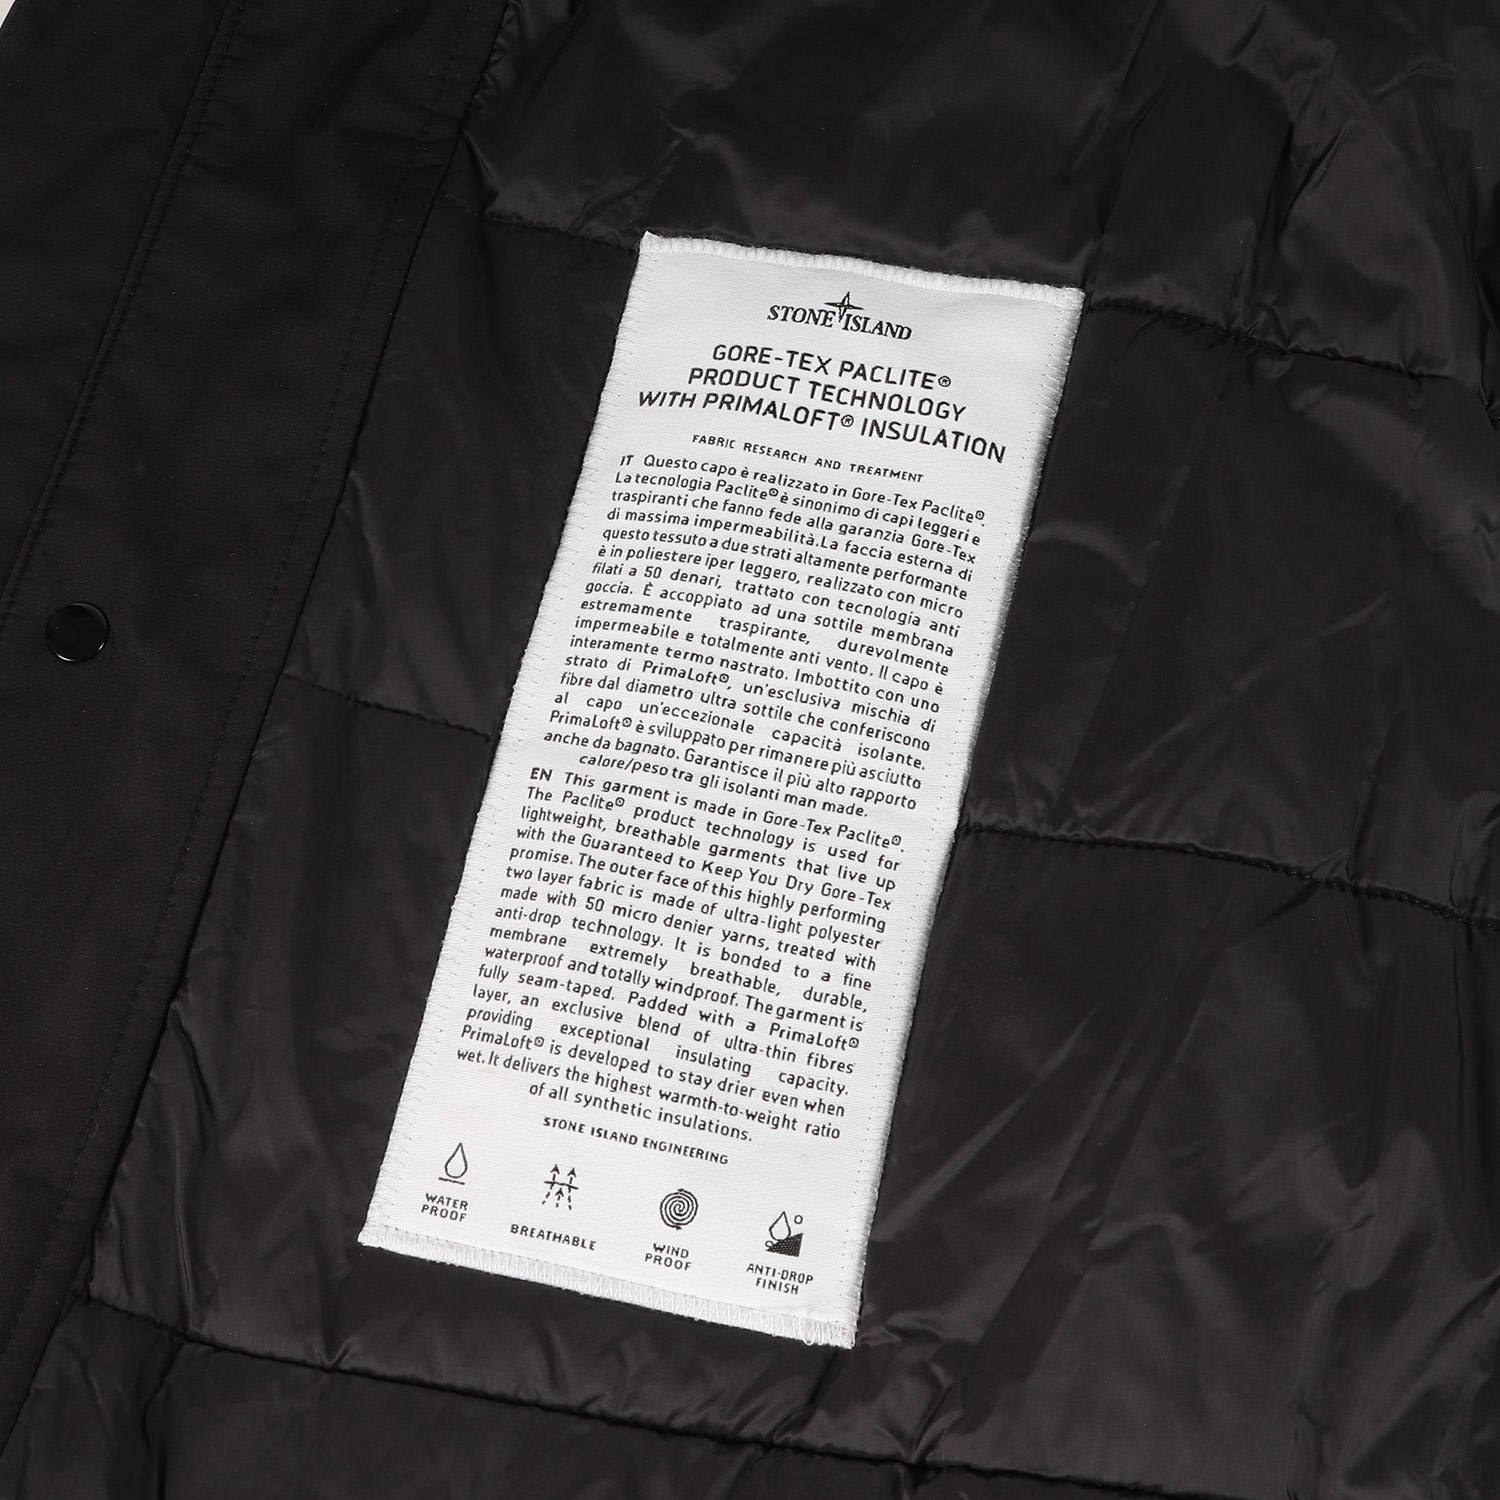 STONE ISLAND
GORE-TEX PACLITE®
PRODUCT TECHNOLOGY
WITH PRIMALOFT® INSULATION
FABRIC RESEARCH AND TREATMENT
IT Questo capo è realizzato in Gore-Tex Paclite®.
La tecnologia Paclite® è sinonimo di capi leggeri e
traspiranti che fanno fede alla garanzia Gore-Tex
di massima impermeabilità. La faccia esterna di
questo tessuto a due strati altamente performante
è in poliestere iper leggero, realizzato con micro
filati a 50 denari, trattato con tecnologia anti
goccia. È accoppiato ad una sottile membrana
estremamente traspirante, durevolmente
impermeabile e totalmente anti vento. Il capo è
interamente termo nastrato. Imbottito con uno
strato di PrimaLoft®, un'esclusiva mischia di
fibre dal diametro ultra sottile che conferiscono
al capo un'eccezionale capacità isolante.
PrimaLoft® è sviluppato per rimanere più asciutto
anche da bagnato. Garantisce il più alto rapporto
calore/peso tra gli isolanti man made.
EN This garment is made in Gore-Tex Paclite®.
The Paclite® product technology is used for
lightweight, breathable garments that live up
with the Guaranteed to Keep You Dry Gore-Tex
promise. The outer face of this highly performing
two layer fabric is made of ultra-light polyester
made with 50 micro denier yarns, treated with
anti-drop technology. It is bonded to a fine
membrane extremely breathable, durable,
waterproof and totally windproof. The garment is
fully seam-taped. Padded with a PrimaLoft®
layer, an exclusive blend of ultra-thin fibres
providing exceptional insulating capacity.
PrimaLoft® is developed to stay drier even when
wet. It delivers the highest warmth-to-weight ratio
of all synthetic insulations.
STONE ISLAND ENGINEERING
WATER
PROOF
BREATHABLE
WIND
PROOF
ANTI-DROP
FINISH